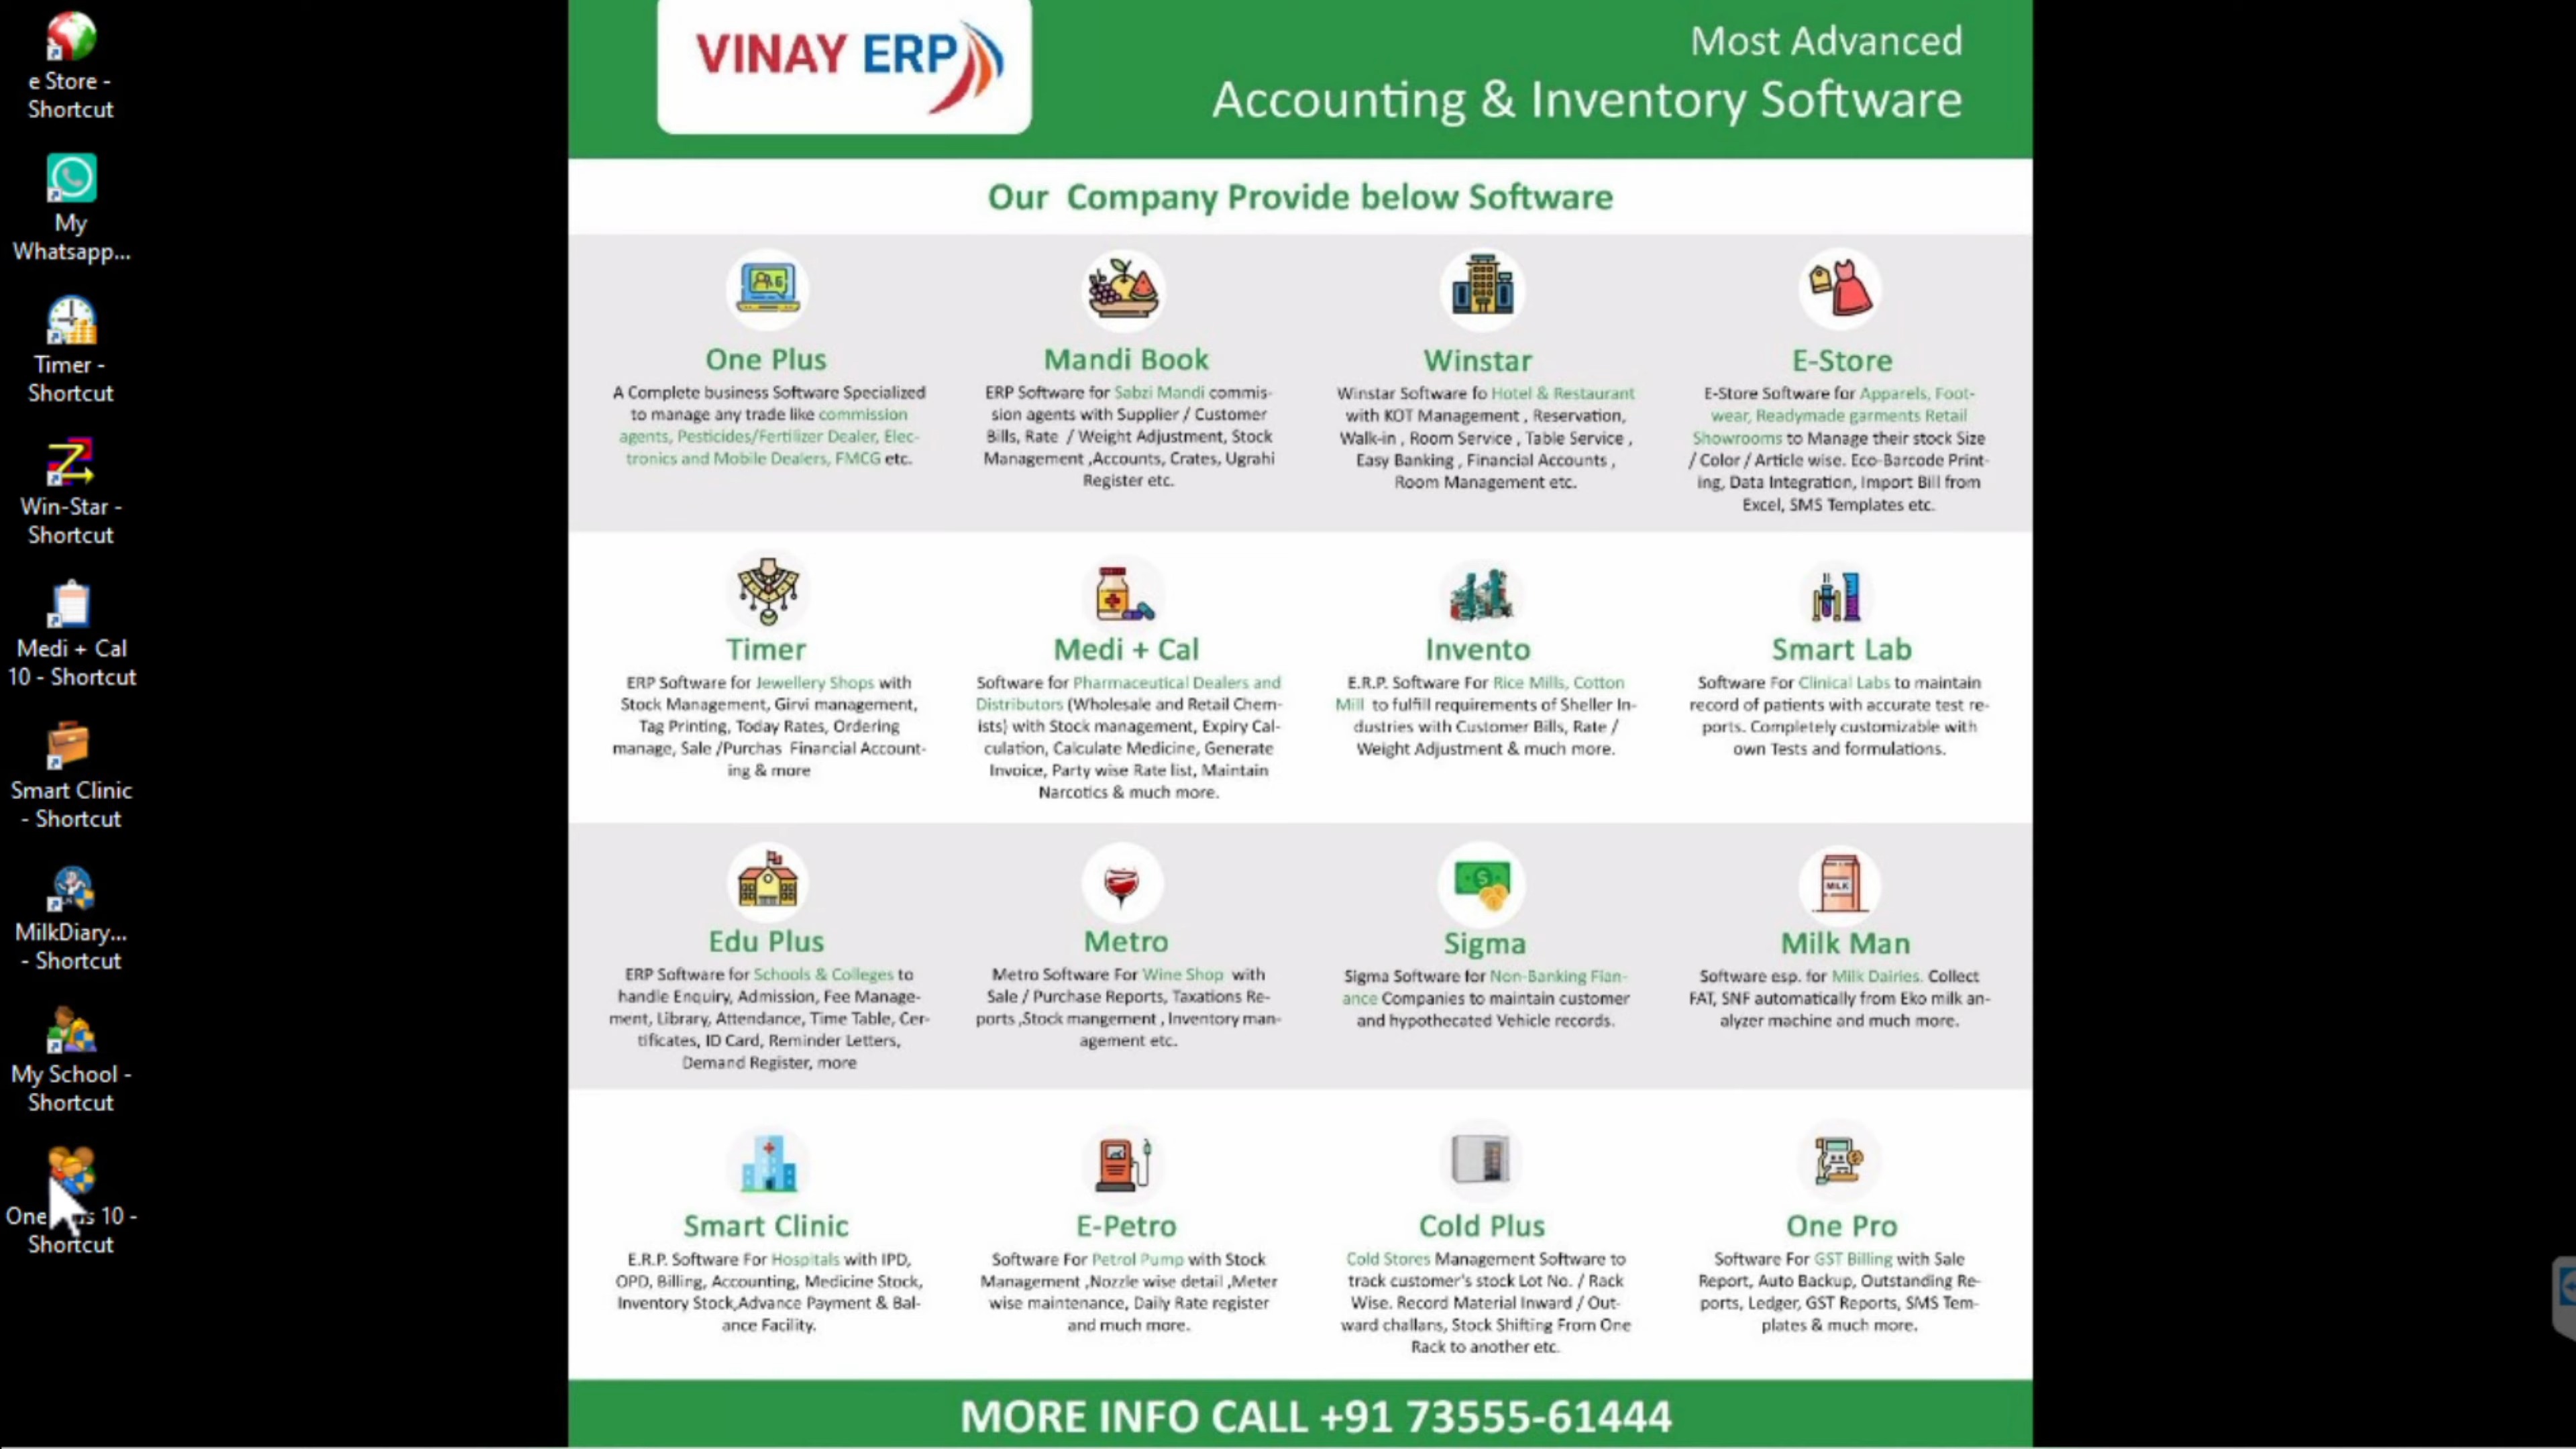 e Store -
Shortcut
My
Whatsapp...
Timer -
Shortcut
Win-Star -
Shortcut
Medi + Cal
10 - Shortcut
Smart Clinic
- Shortcut
MilkDiary...
- Shortcut
My School -
Shortcut
10 -
Shortcut
VINAY ERP
Most Advanced
Accounting & Inventory Software
Our Company Provide below Software
One Plus
A Complete business Software Specialized
to manage any trade like commission
agents, Pesticides/Fertilizer Dealer, Elec-
tronics and Mobile Dealers, FMCG etc.
Mandi Book
ERP Software for Sabzi Mandi commis-
sion agents with Supplier / Customer
Bills, Rate / Weight Adjustment, Stock
Management ,Accounts, Crates, Ugrahi
Register etc.
Winstar
Winstar Software fo Hotel & Restaurant
with KOT Management , Reservation,
Walk-in , Room Service , Table Service ,
Easy Banking , Financial Accounts ,
Room Management etc.
E-Store
E-Store Software for Apparels, Foot-
wear, Readymade garments Retail
Showrooms to Manage their stock Size
/ Color / Article wise. Eco-Barcode Print-
ing, Data Integration, Import Bill from
Excel, SMS Templates etc.
Timer
ERP Software for Jewellery Shops with
Stock Management, Girvi management,
Tag Printing, Today Rates, Ordering
manage, Sale /Purchas Financial Account-
ing & more
Medi + Cal
Software for Pharmaceutical Dealers and
Distributors (Wholesale and Retail Chem-
ists) with Stock management, Expiry Cal-
culation, Calculate Medicine, Generate
Invoice, Party wise Rate list, Maintain
Narcotics & much more.
Invento
E.R.P. Software For Rice Mills, Cotton
Mill to fulfill requirements of Sheller In-
dustries with Customer Bills, Rate /
Weight Adjustment & much more.
Smart Lab
Software For Clinical Labs to maintain
record of patients with accurate test re-
ports. Completely customizable with
own Tests and formulations.
Edu Plus
ERP Software for Schools & Colleges to
handle Enquiry, Admission, Fee Manage-
ment, Library, Attendance, Time Table, Cer-
tificates, ID Card, Reminder Letters,
Demand Register, more
Metro
Metro Software For Wine Shop with
Sale / Purchase Reports, Taxations Re-
ports ,Stock mangement , Inventory man-
agement etc.
Sigma
Sigma Software for Non-Banking Fian-
ance Companies to maintain customer
and hypothecated Vehicle records.
Milk Man
Software esp. for Milk Dairies. Collect
FAT, SNF automatically from Eko milk an-
alyzer machine and much more.
MILK
Smart Clinic
E.R.P. Software For Hospitals with IPD,
OPD, Billing, Accounting, Medicine Stock,
Inventory Stock,Advance Payment & Bal-
ance Facility.
E-Petro
Software For Petrol Pump with Stock
Management ,Nozzle wise detail ,Meter
wise maintenance, Daily Rate register
and much more.
Cold Plus
Cold Stores Management Software to
track customer's stock Lot No. / Rack
Wise. Record Material Inward / Out-
ward challans, Stock Shifting From One
Rack to another etc.
One Pro
Software For GST Billing with Sale
Report, Auto Backup, Outstanding Re-
ports, Ledger, GST Reports, SMS Tem-
plates & much more.
MORE INFO CALL +91 73555-61444